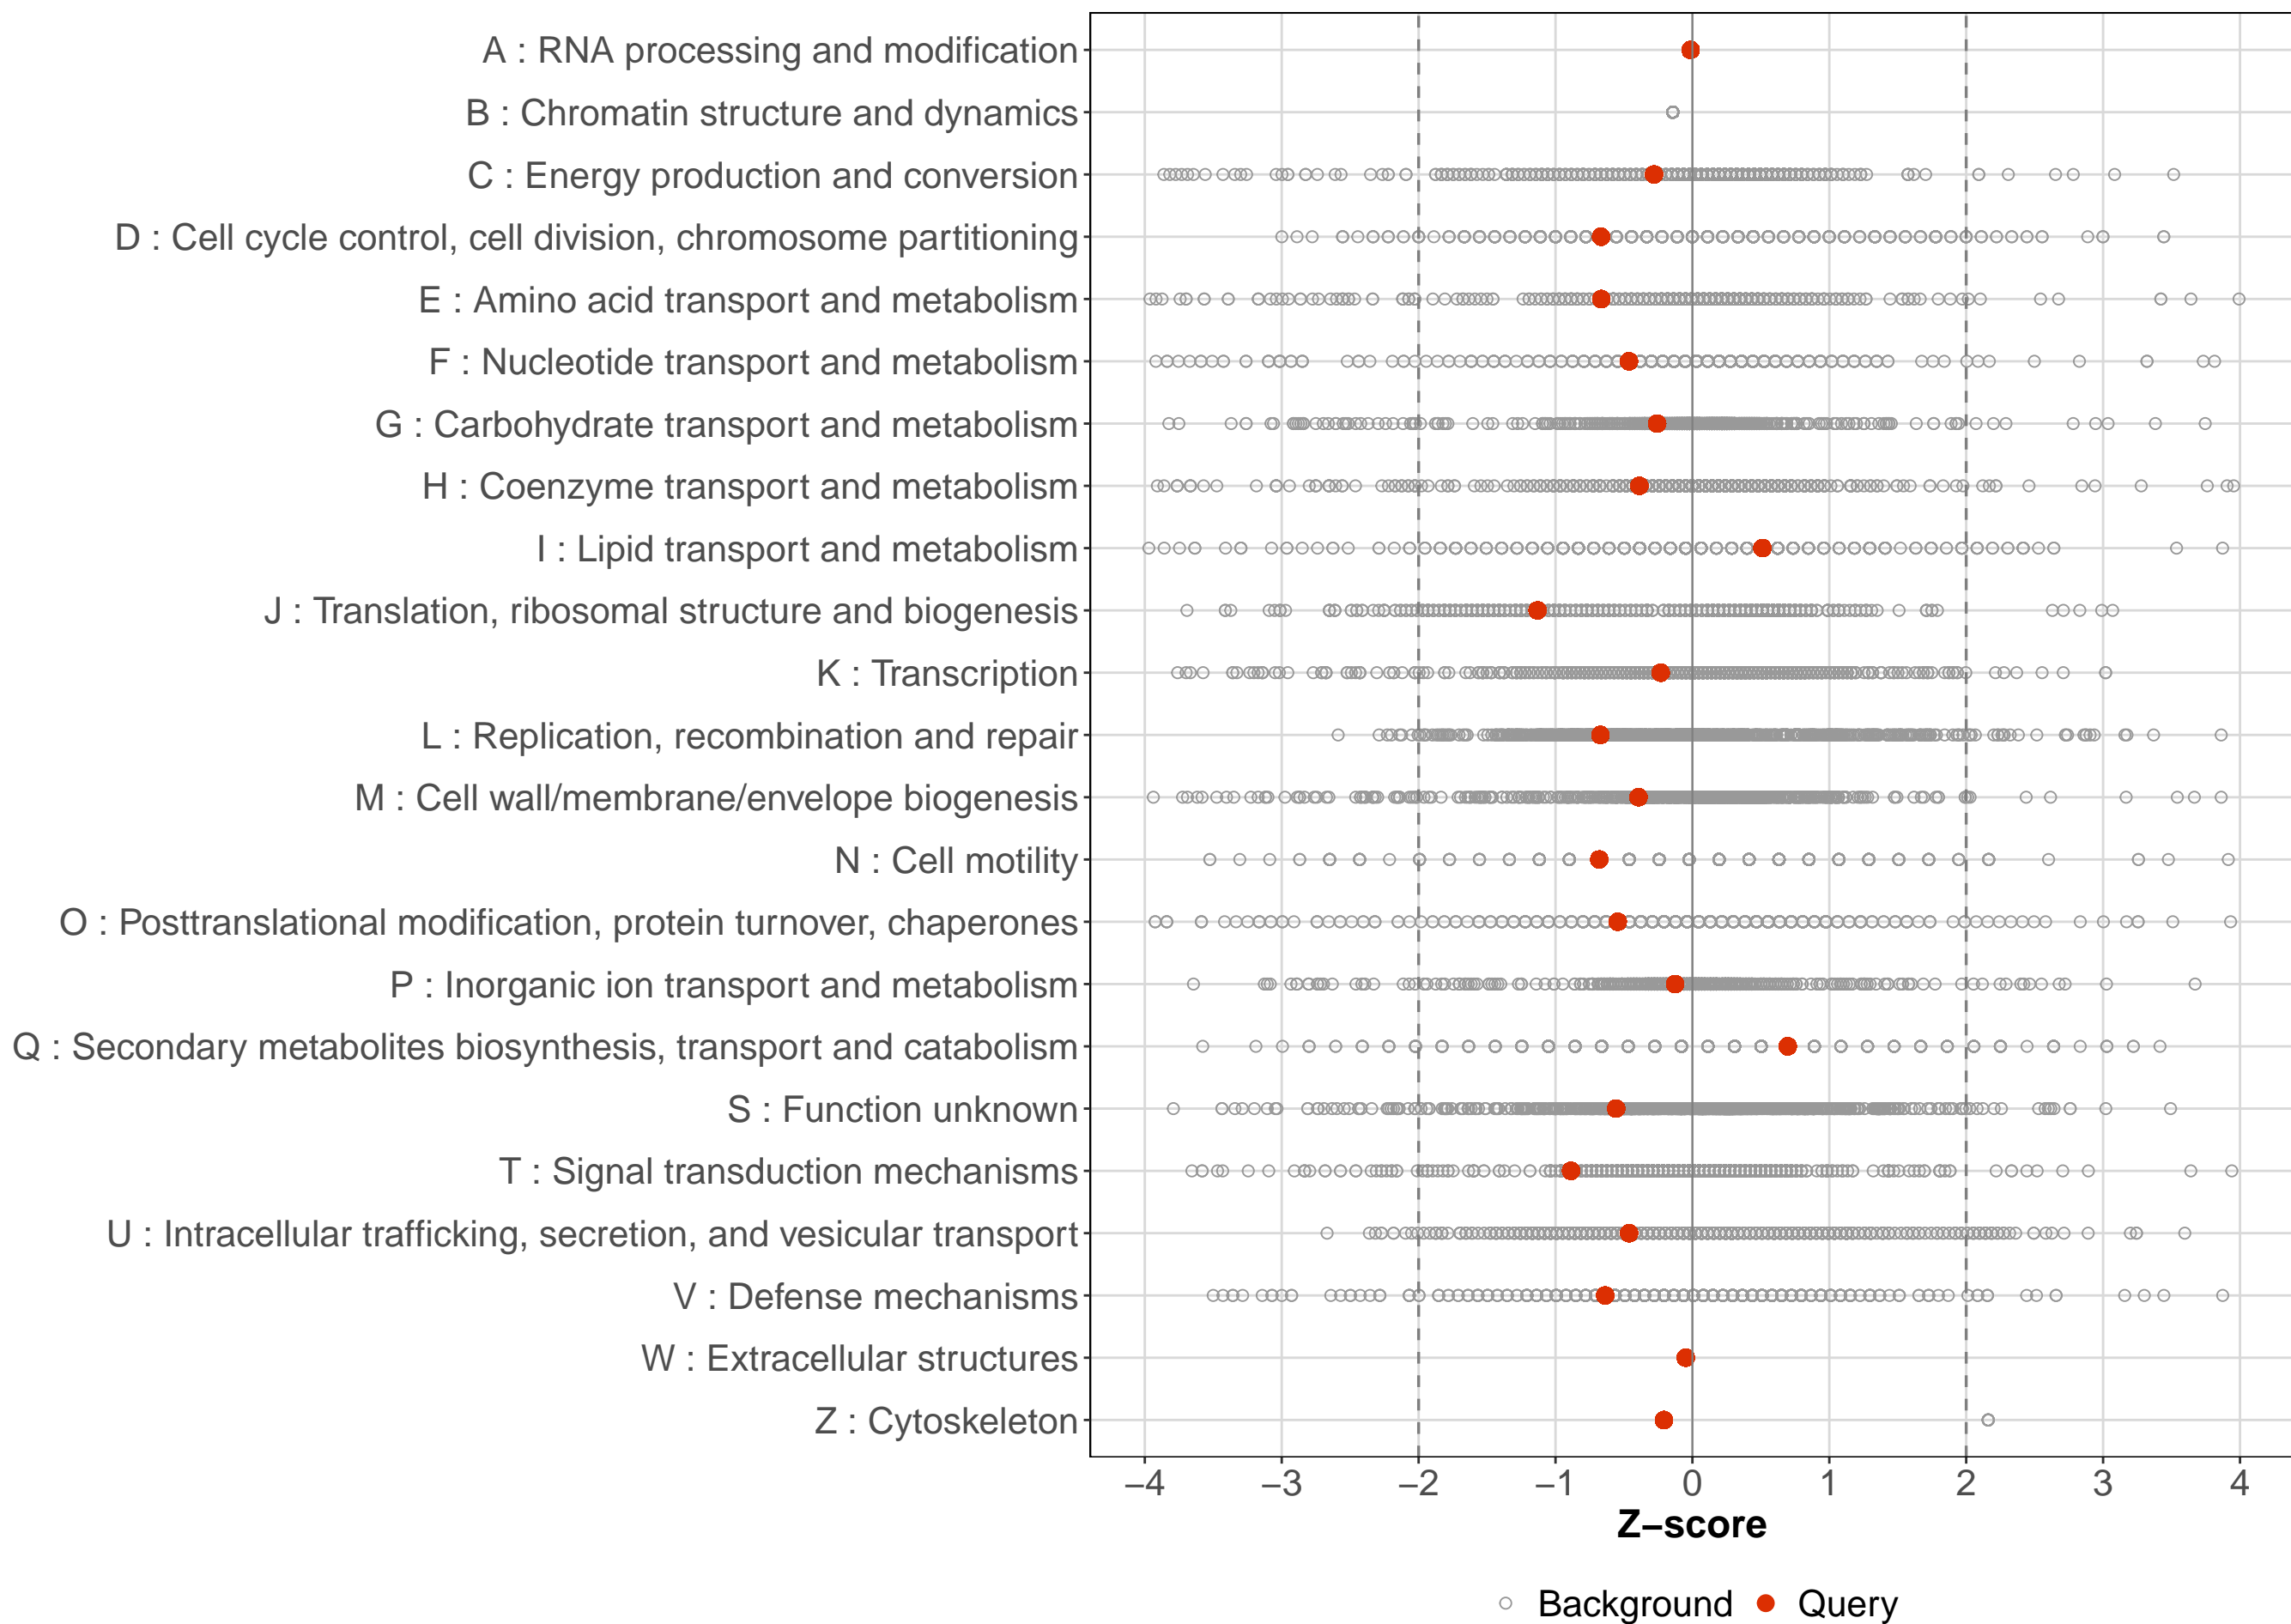 A : RNA processing and modification
B : Chromatin structure and dynamics
C : Energy production and conversion
D : Cell cycle control, cell division, chromosome partitioning
E : Amino acid transport and metabolism
F : Nucleotide transport and metabolism
G : Carbohydrate transport and metabolism
H : Coenzyme transport and metabolism
I : Lipid transport and metabolism
J : Translation, ribosomal structure and biogenesis
K : Transcription
L : Replication, recombination and repair
M : Cell wall/membrane/envelope biogenesis
N : Cell motility
O : Posttranslational modification, protein turnover, chaperones
P : Inorganic ion transport and metabolism
Q : Secondary metabolites biosynthesis, transport and catabolism
S : Function unknown
T : Signal transduction mechanisms
U : Intracellular trafficking, secretion, and vesicular transport
V : Defense mechanisms
W : Extracellular structures
Z : Cytoskeleton
−4 −3 −2 −1 0 1 2 3 4
Z−score
Background Query